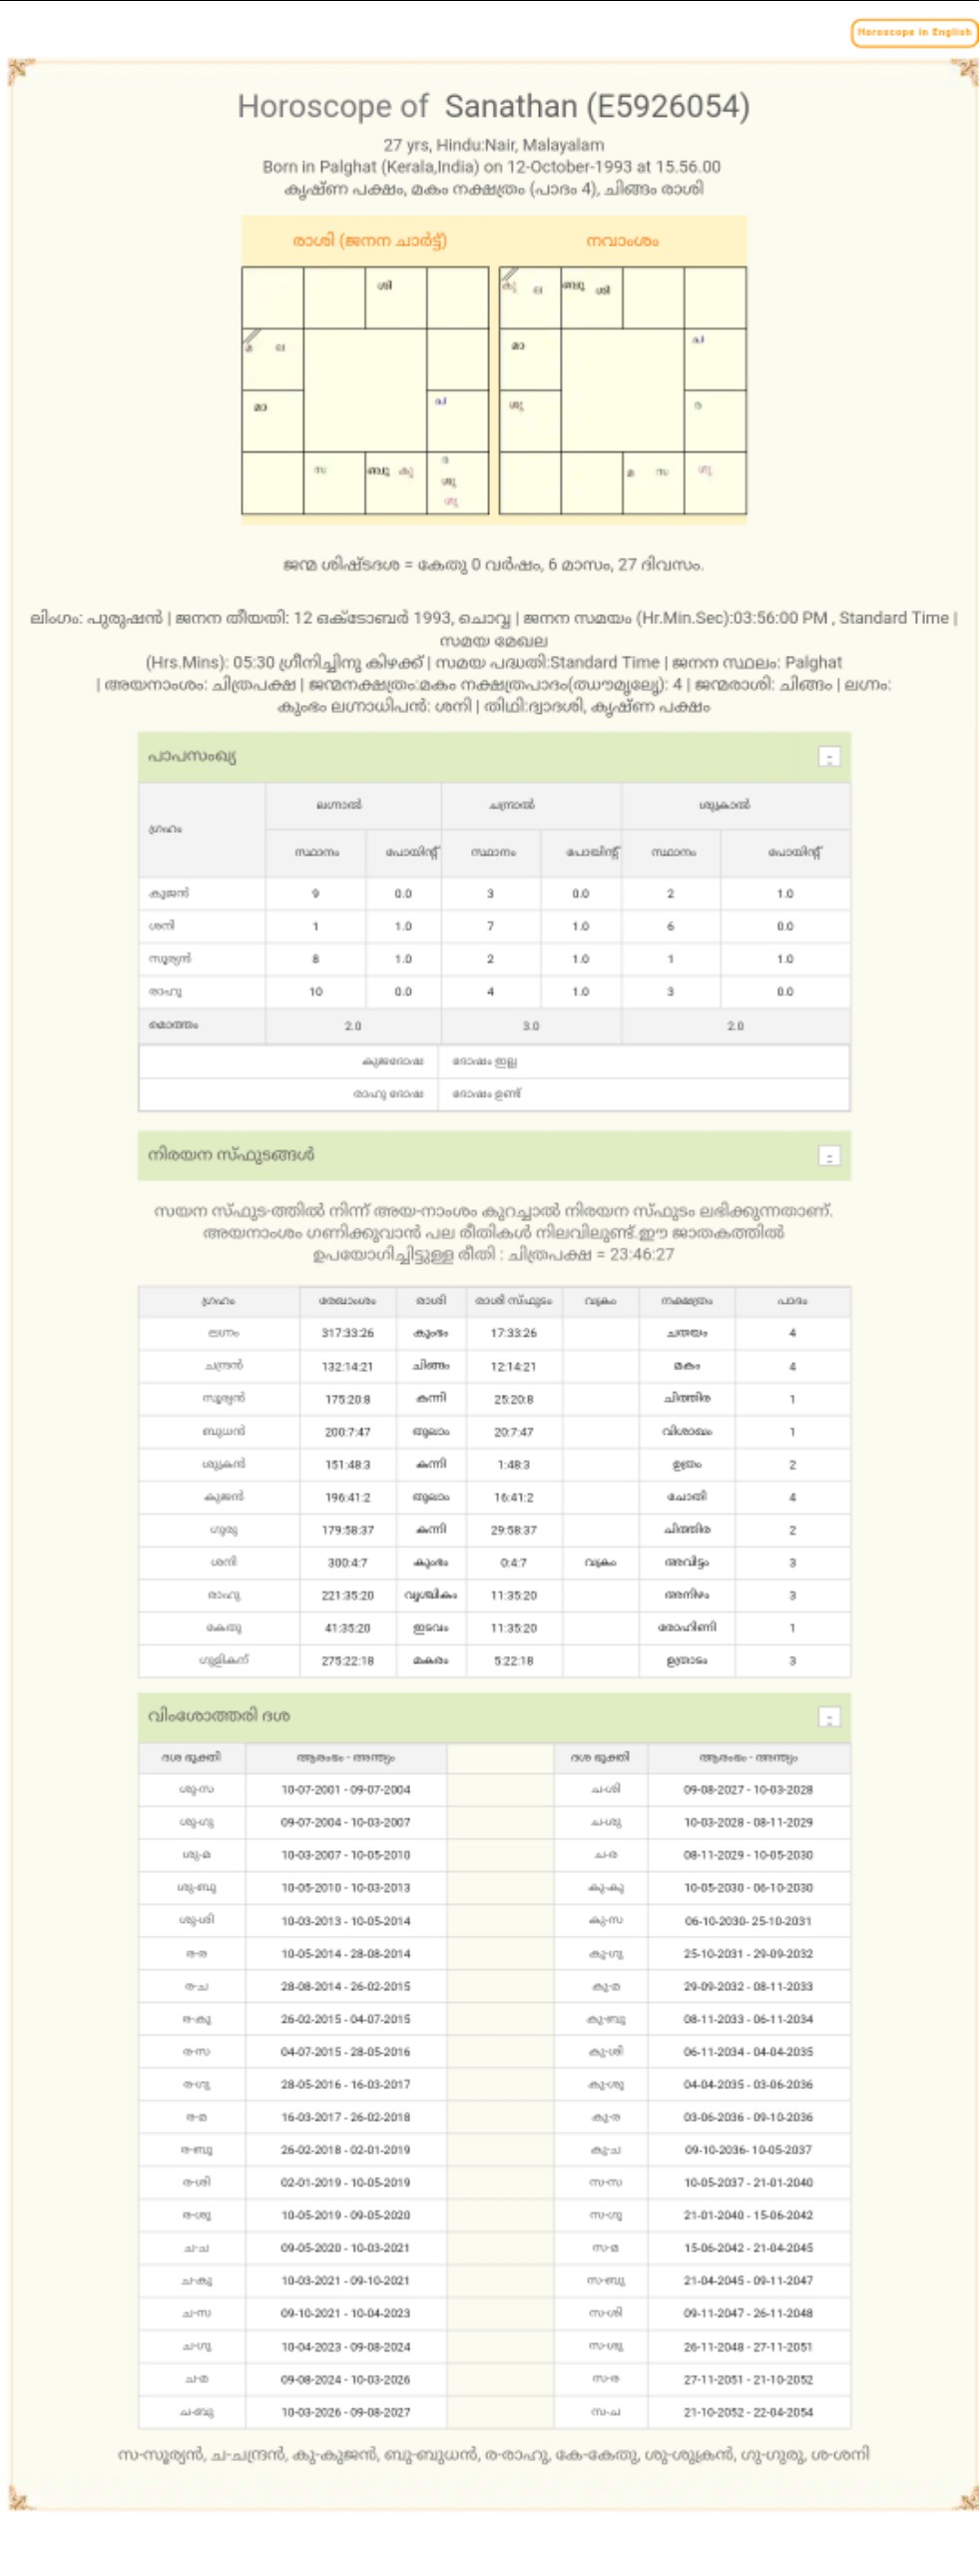 Horoscope in English
Horoscope of Sanathan (E5926054)
27 yrs, Hindu:Nair, Malayalam
Born in Palghat (Kerala,India) on 12-October-1993 at 15.56.00
കൃഷ്ണ പക്ഷം, മകം നക്ഷത്രം (പാദം 4), ചിങ്ങം രാശി
രാശി (ജനന ചാർട്ട്) നവാംശം
ശി കു ല ബു ശി
മ ല മാ ച
മാ ച ശു ര
സ ബു കു ര ശു ഗു മ സ ഗു
ജന്മ ശിഷ്ടദശ = കേതു 0 വർഷം, 6 മാസം, 27 ദിവസം.
ലിംഗം: പുരുഷൻ | ജനന തീയതി: 12 ഒക്ടോബർ 1993, ചൊവ്വ | ജനന സമയം (Hr.Min.Sec):03:56:00 PM , Standard Time |
സമയ മേഖല
(Hrs.Mins): 05:30 ഗ്രീനിച്ചിനു കിഴക്ക് | സമയ പദ്ധതി:Standard Time | ജനന സ്ഥലം: Palghat
| അയനാംശം: ചിത്രപക്ഷ | ജന്മനക്ഷത്രം:മകം നക്ഷത്രപാദം(ഝൗമൃല്യേ): 4 | ജന്മരാശി: ചിങ്ങം | ലഗ്നം:
കുംഭം ലഗ്നാധിപൻ: ശനി | തിഥി:ദ്വാദശി, കൃഷ്ണ പക്ഷം
പാപസംഖ്യ
ഗ്രഹം ലഗ്നാൽ ചന്ദ്രാൽ ശുക്രാൽ
സ്ഥാനം പോയിന്റ് സ്ഥാനം പോയിന്റ് സ്ഥാനം പോയിന്റ്
കുജൻ 9 0.0 3 0.0 2 1.0
ശനി 1 1.0 7 1.0 6 0.0
സൂര്യൻ 8 1.0 2 1.0 1 1.0
രാഹു 10 0.0 4 1.0 3 0.0
മൊത്തം 2.0 3.0 2.0
കുജദോഷ ദോഷം ഇല്ല
രാഹു ദോഷ ദോഷം ഉണ്ട്
നിരയന സ്ഫുടങ്ങൾ
സയന സ്ഫുട-ത്തിൽ നിന്ന് അയ-നാംശം കുറച്ചാൽ നിരയന സ്ഫുടം ലഭിക്കുന്നതാണ്.
അയനാംശം ഗണിക്കുവാൻ പല രീതികൾ നിലവിലുണ്ട്.ഈ ജാതകത്തിൽ
ഉപയോഗിച്ചിട്ടുള്ള രീതി : ചിത്രപക്ഷ = 23:46:27
ഗ്രഹം രേഖാംശം രാശി രാശി സ്ഫുടം വക്രം നക്ഷത്രം പാദം
ലഗ്നം 317:33:26 കുംഭം 17:33:26 ചതയം 4
ചന്ദ്രൻ 132:14:21 ചിങ്ങം 12:14:21 മകം 4
സൂര്യൻ 175:20:8 കന്നി 25:20:8 ചിത്തിര 1
ബുധൻ 200:7:47 തുലാം 20:7:47 വിശാഖം 1
ശുക്രൻ 151:48:3 കന്നി 1:48:3 ഉത്രം 2
കുജൻ 196:41:2 തുലാം 16:41:2 ചോതി 4
ഗുരു 179:58:37 കന്നി 29:58:37 ചിത്തിര 2
ശനി 300:4:7 കുംഭം 0:4:7 വക്രം അവിട്ടം 3
രാഹു 221:35:20 വൃശ്ചികം 11:35:20 അനിഴം 3
കേതു 41:35:20 ഇടവം 11:35:20 രോഹിണി 1
ഗുളികന് 275:22:18 മകരം 5:22:18 ഉത്രാടം 3
വിംശോത്തരി ദശ
ദശ ഭുക്തി ആരംഭം - അന്ത്യം ദശ ഭുക്തി ആരംഭം - അന്ത്യം
ശു-സ 10-07-2001 - 09-07-2004 ച-ശി 09-08-2027 - 10-03-2028
ശു-ഗു 09-07-2004 - 10-03-2007 ച-ശു 10-03-2028 - 08-11-2029
ശു-മ 10-03-2007 - 10-05-2010 ച-ര 08-11-2029 - 10-05-2030
ശു-ബു 10-05-2010 - 10-03-2013 കു-കു 10-05-2030 - 06-10-2030
ശു-ശി 10-03-2013 - 10-05-2014 കു-സ 06-10-2030- 25-10-2031
ര-ര 10-05-2014 - 28-08-2014 കു-ഗു 25-10-2031 - 29-09-2032
ര-ച 28-08-2014 - 26-02-2015 കു-മ 29-09-2032 - 08-11-2033
ര-കു 26-02-2015 - 04-07-2015 കു-ബു 08-11-2033 - 06-11-2034
ര-സ 04-07-2015 - 28-05-2016 കു-ശി 06-11-2034 - 04-04-2035
ര-ഗു 28-05-2016 - 16-03-2017 കു-ശു 04-04-2035 - 03-06-2036
ര-മ 16-03-2017 - 26-02-2018 കു-ര 03-06-2036 - 09-10-2036
ര-ബു 26-02-2018 - 02-01-2019 കു-ച 09-10-2036- 10-05-2037
ര-ശി 02-01-2019 - 10-05-2019 സ-സ 10-05-2037 - 21-01-2040
ര-ശു 10-05-2019 - 09-05-2020 സ-ഗു 21-01-2040 - 15-06-2042
ച-ച 09-05-2020 - 10-03-2021 സ-മ 15-06-2042 - 21-04-2045
ച-കു 10-03-2021 - 09-10-2021 സ-ബു 21-04-2045 - 09-11-2047
ച-സ 09-10-2021 - 10-04-2023 സ-ശി 09-11-2047 - 26-11-2048
ച-ഗു 10-04-2023 - 09-08-2024 സ-ശു 26-11-2048 - 27-11-2051
ച-മ 09-08-2024 - 10-03-2026 സ-ര 27-11-2051 - 21-10-2052
ച-ബു 10-03-2026 - 09-08-2027 സ-ച 21-10-2052 - 22-04-2054
സ-സൂര്യൻ, ച-ചന്ദ്രൻ, കു-കുജൻ, ബു-ബുധൻ, ര-രാഹു, കേ-കേതു, ശു-ശുക്രൻ, ഗു-ഗുരു, ശ-ശനി